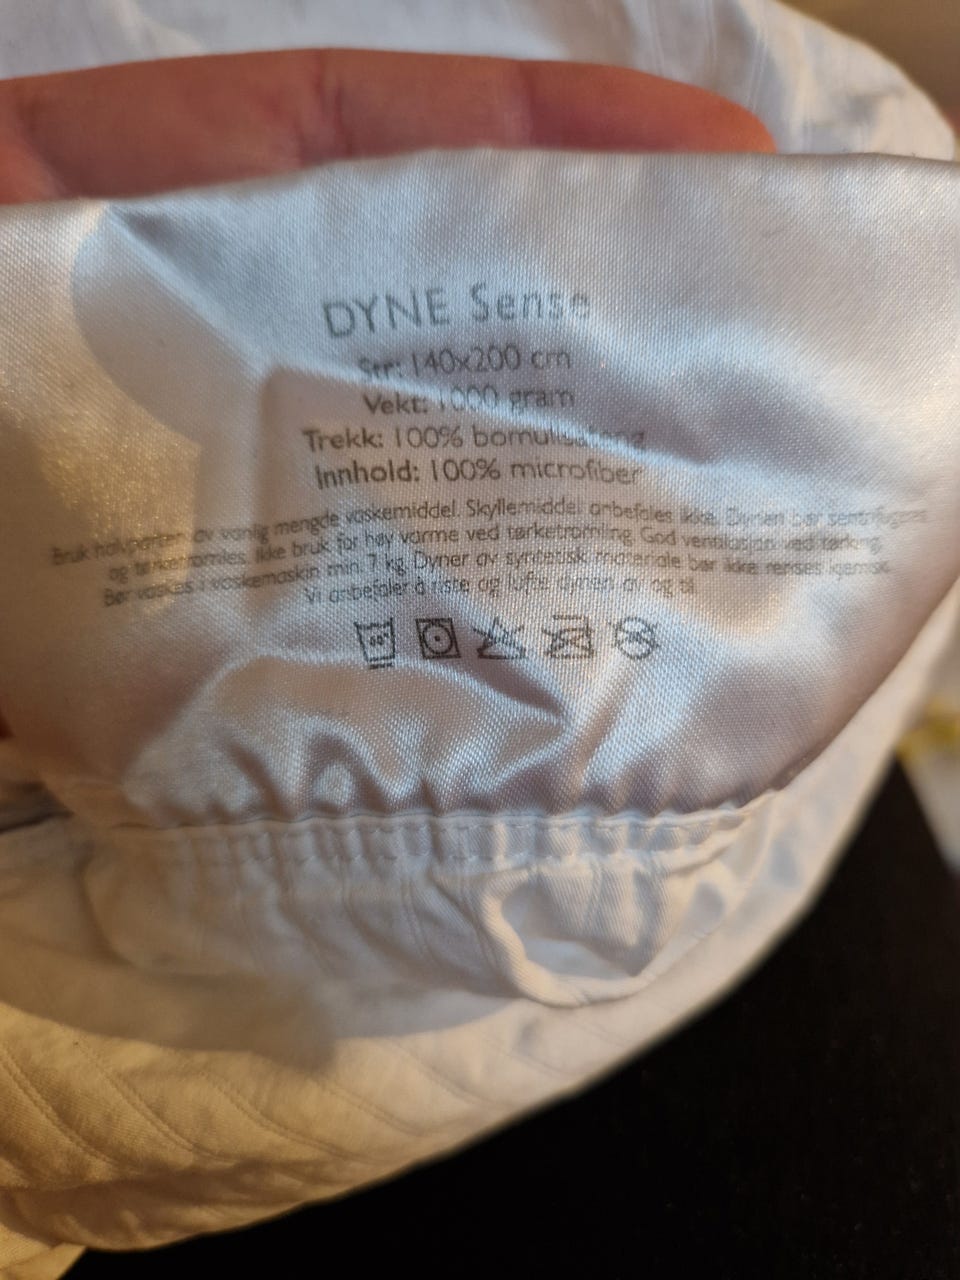 DYNE Sense
Str: 140x200 cm
Vekt: 1000 gram
Trekk: 100% bomullsateng
Innhold: 100% microfiber
Bruk halvparten av vanlig mengde vaskemiddel. Skyllemiddel anbefales ikke. Dynen bør sentrifugeres
og tørketromles. Ikke bruk for høy varme ved tørketromling. God ventilasjon ved tørking.
Bør vaskes i vaskemaskin min. 7 kg. Dyner av syntetisk materiale bør ikke renses kjemisk.
Vi anbefaler å riste og lufte dynen av og til.